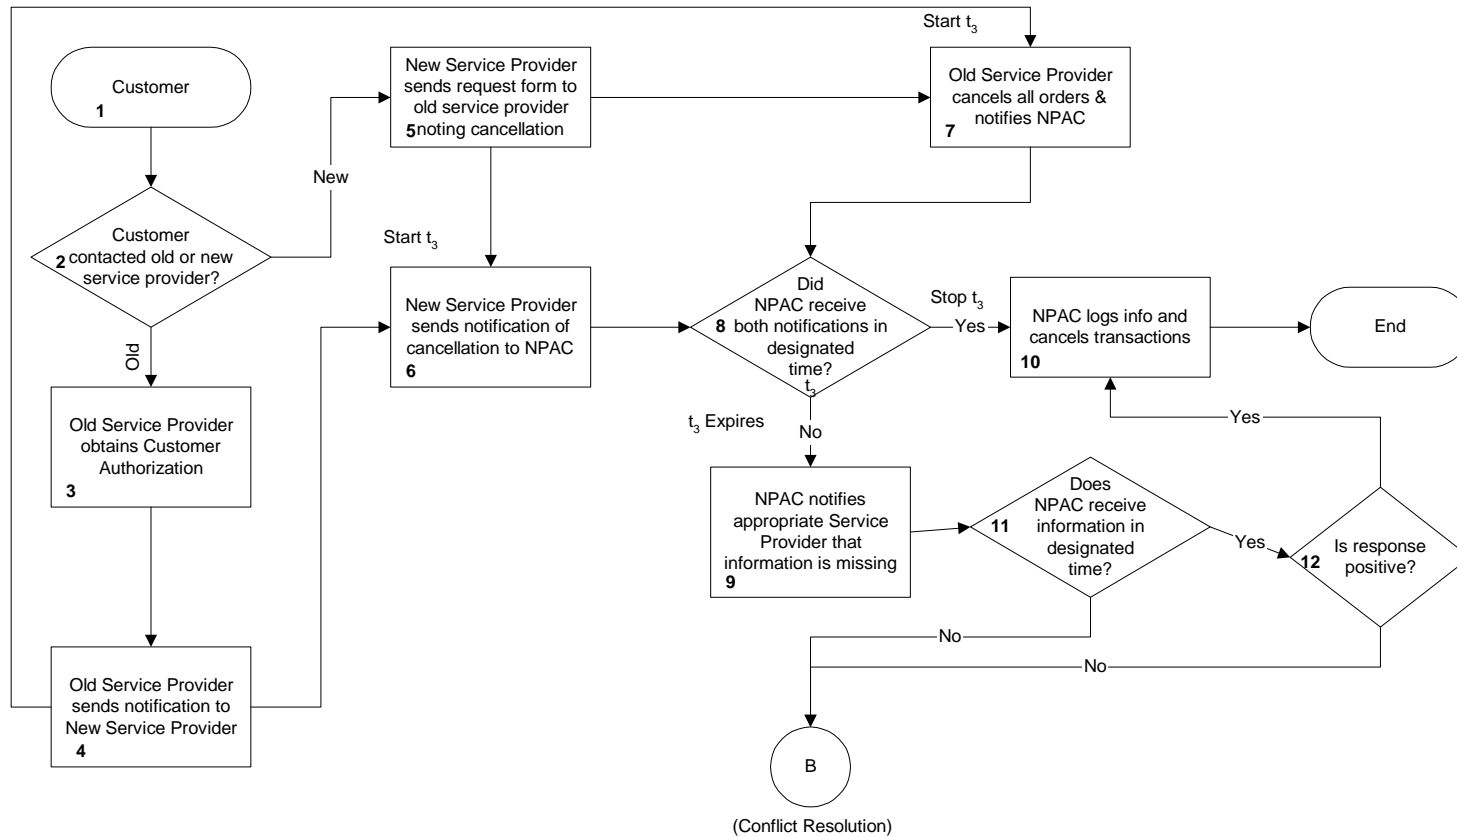 Start t3
Customer
1
New Service Provider
sends request form to
old service provider
noting cancellation
5
Old Service Provider
cancels all orders &
notifies NPAC
7
New
Customer
contacted old or new
service provider?
2
Start t3
New Service Provider
sends notification of
cancellation to NPAC
6
Did
NPAC receive
both notifications in
designated
time?
t3
8
Stop t3
Yes
NPAC logs info and
cancels transactions
10
End
Old
Old Service Provider
obtains Customer
Authorization
3
t3 Expires
No
Yes
NPAC notifies
appropriate Service
Provider that
information is missing
9
Does
NPAC receive
information in
designated
time?
11
Yes
Is response
positive?
12
No
No
Old Service Provider
sends notification to
New Service Provider
4
B
(Conflict Resolution)